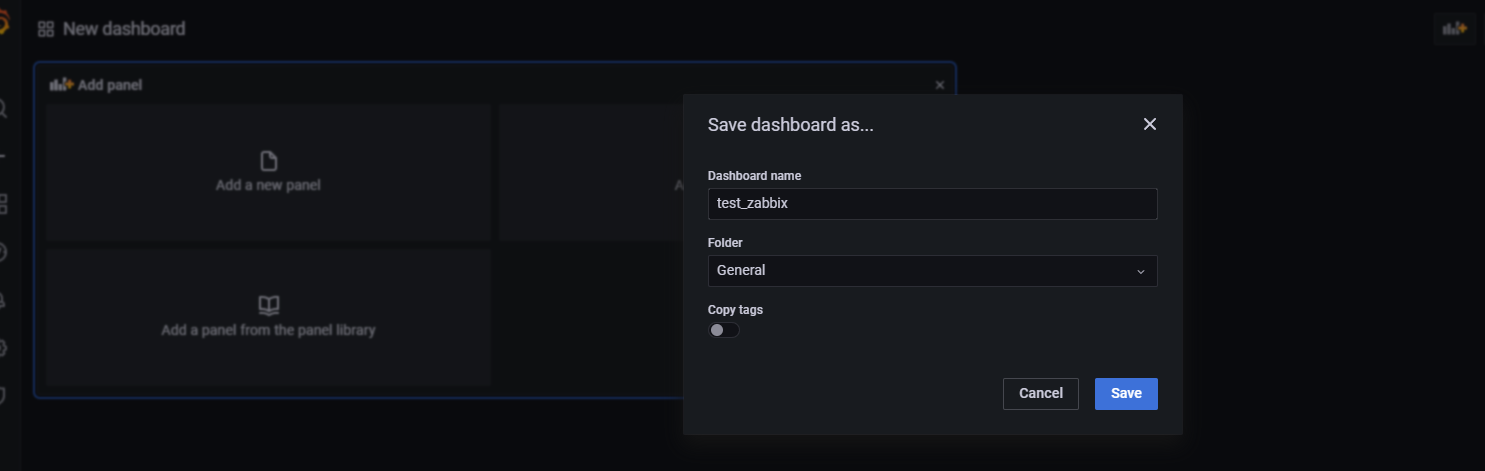 New dashboard
Add panel
Add a new panel
Add a panel from the panel library
Save dashboard as...
Dashboard name
test_zabbix
Folder
General
Copy tags
Cancel
Save